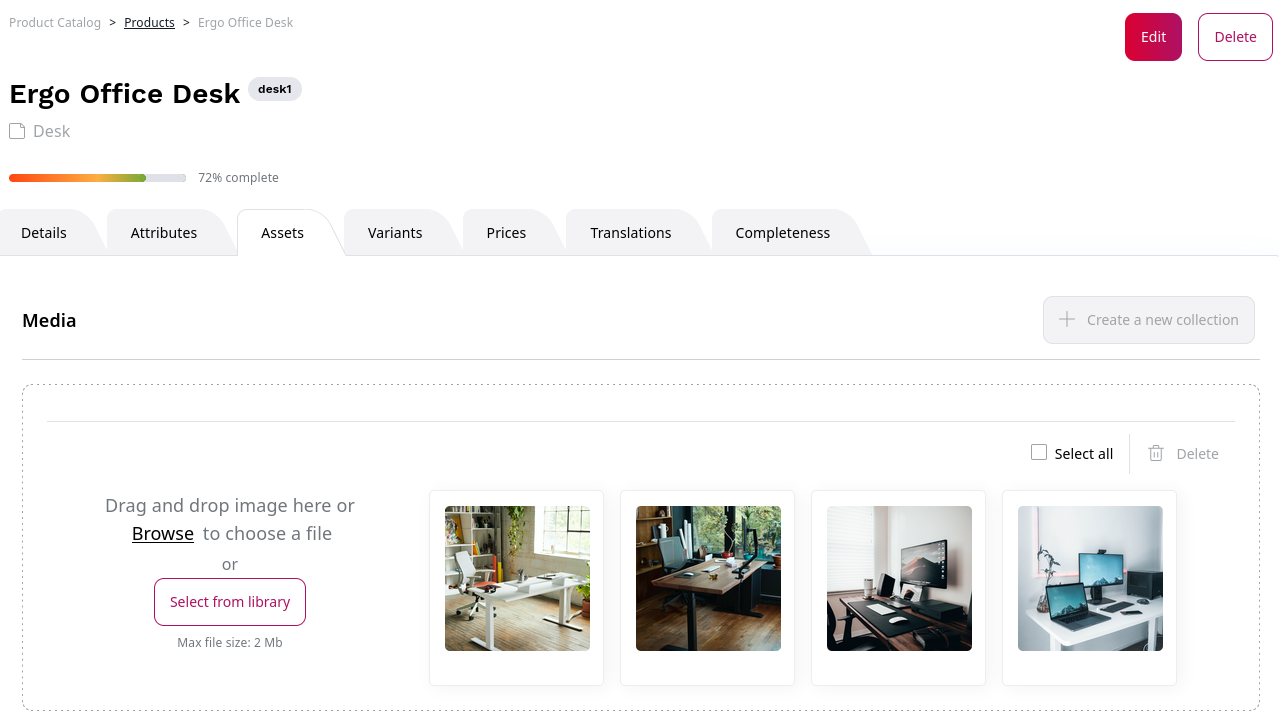 Product Catalog > Products > Ergo Office Desk
Edit
Delete
Ergo Office Desk desk1
Desk
72% complete
Details
Attributes
Assets
Variants
Prices
Translations
Completeness
Media
Create a new collection
Select all
Delete
Drag and drop image here or
Browse to choose a file
or
Select from library
Max file size: 2 Mb